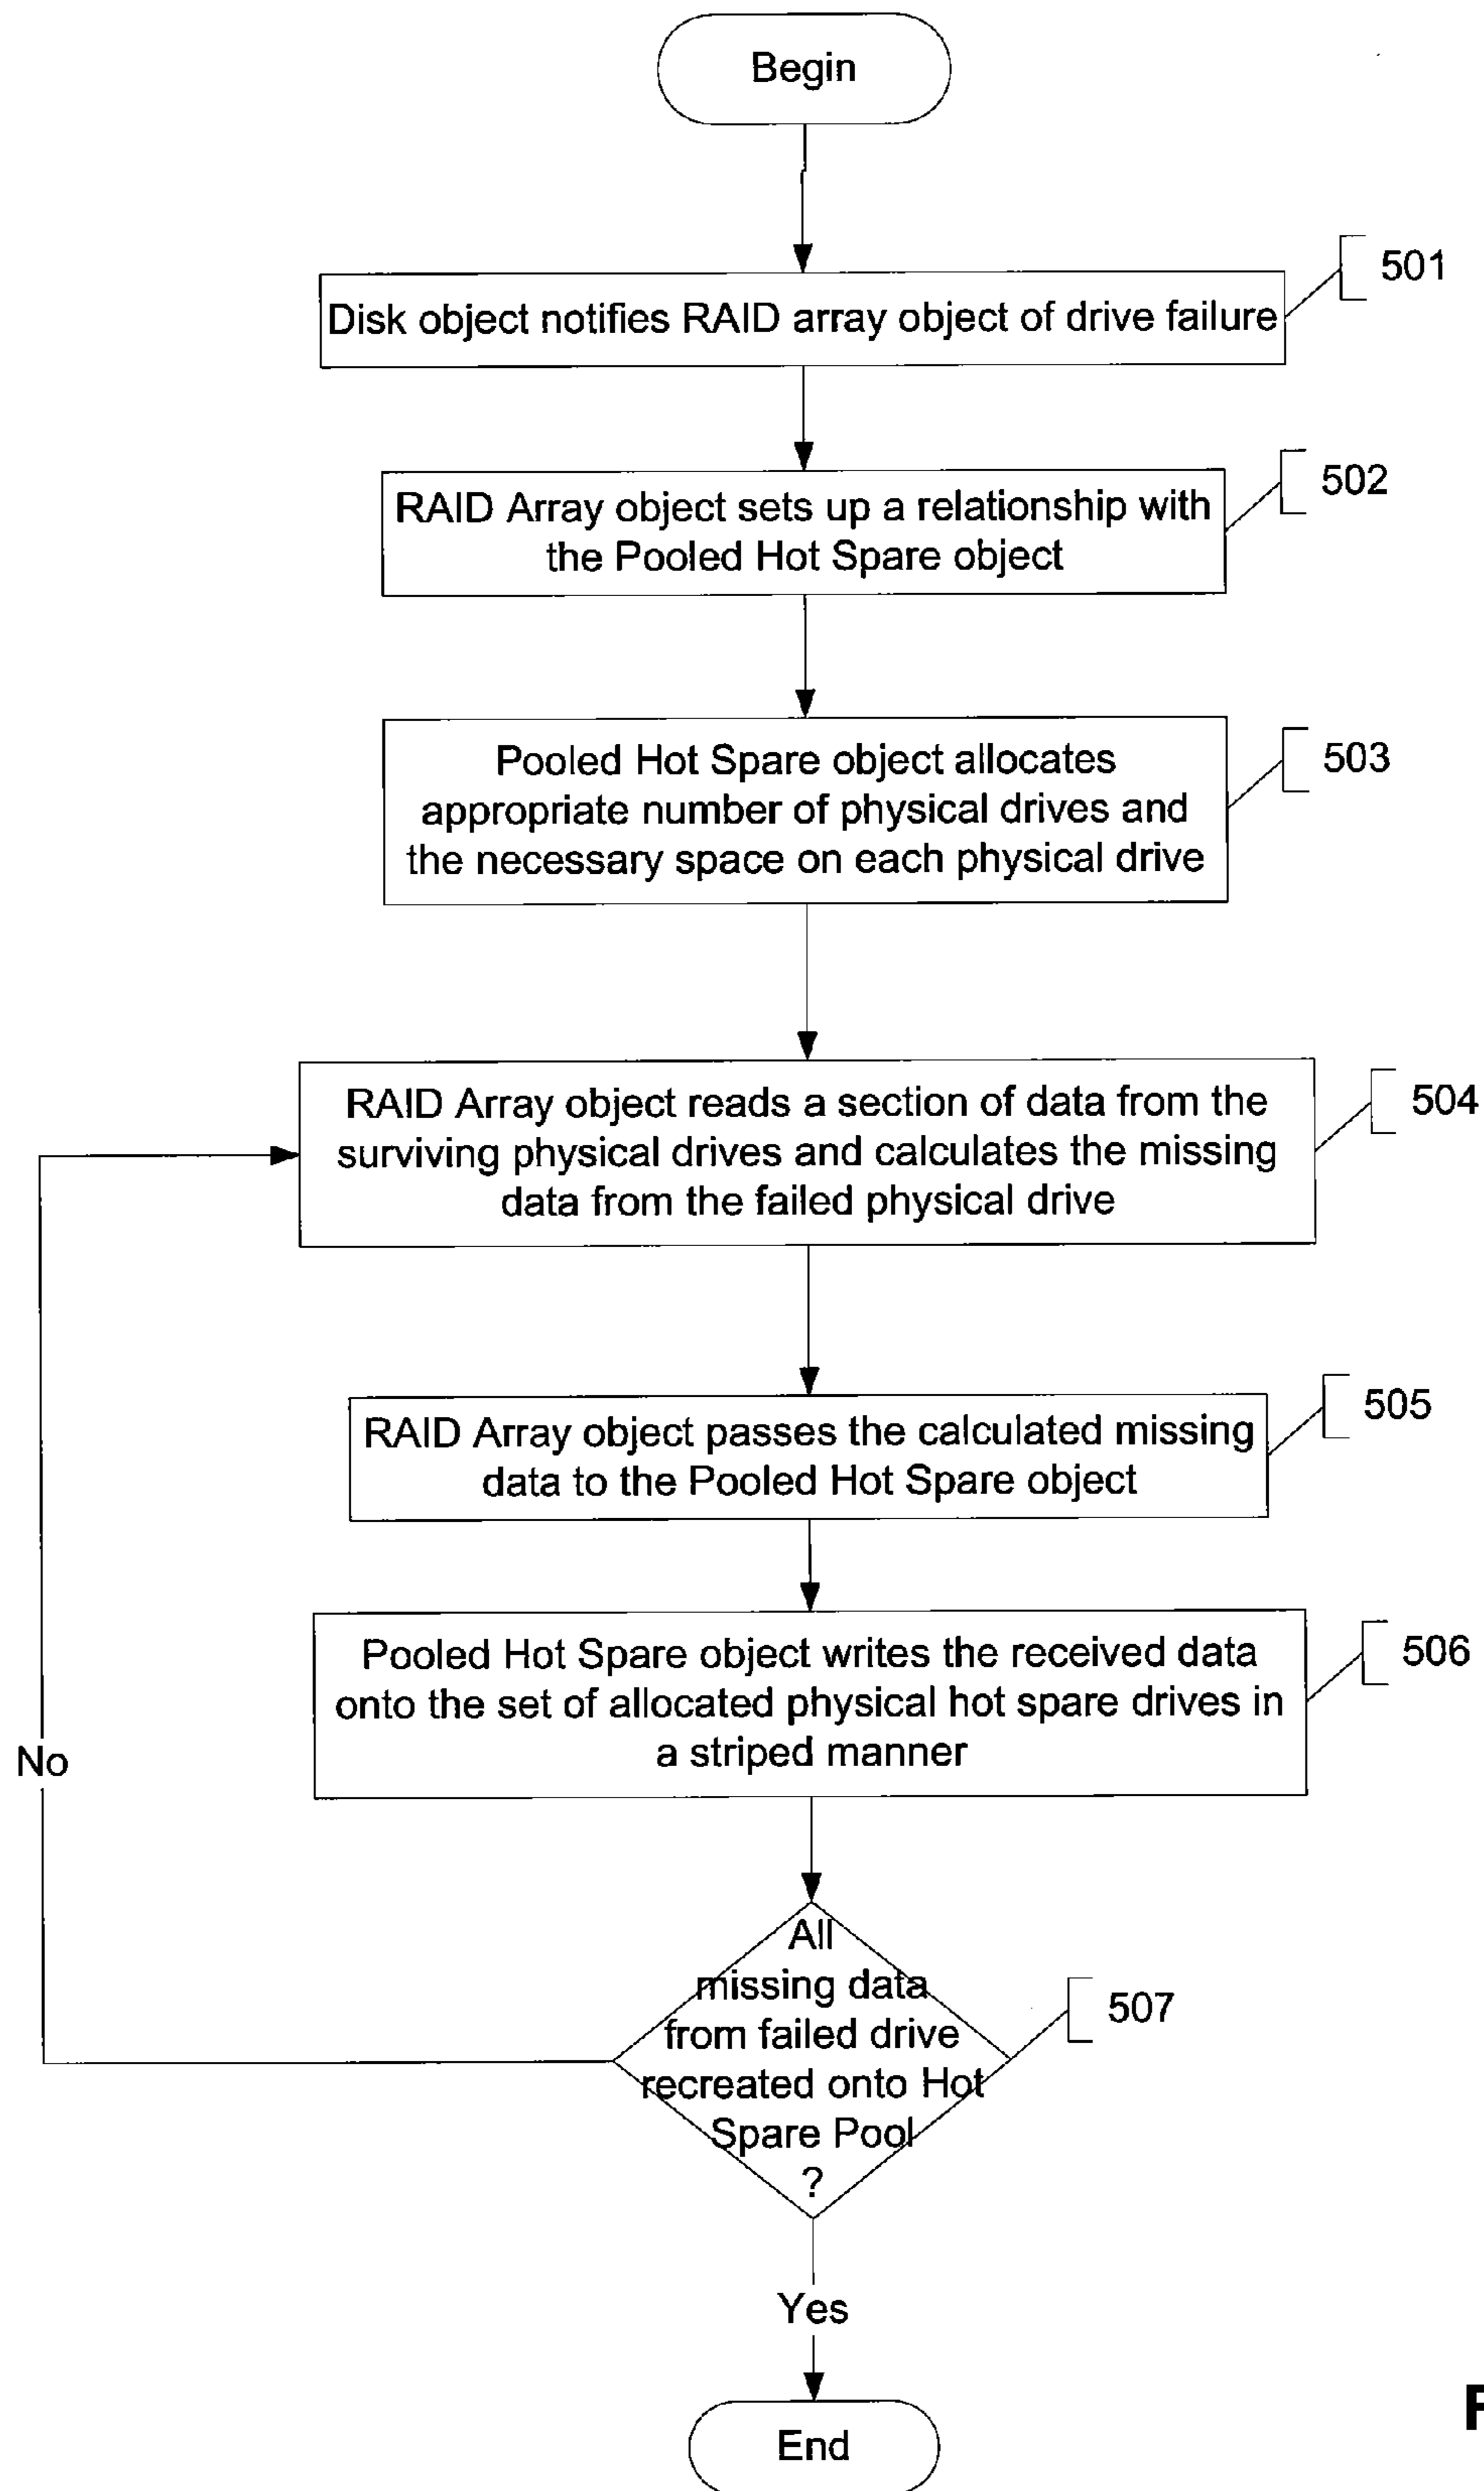 Begin
Disk object notifies RAID array object of drive failure
501
RAID Array object sets up a relationship with
the Pooled Hot Spare object
502
Pooled Hot Spare object allocates
appropriate number of physical drives and
the necessary space on each physical drive
503
RAID Array object reads a section of data from the
surviving physical drives and calculates the missing
data from the failed physical drive
504
RAID Array object passes the calculated missing
data to the Pooled Hot Spare object
505
Pooled Hot Spare object writes the received data
onto the set of allocated physical hot spare drives in
a striped manner
506
No
All
missing data
from failed drive
recreated onto Hot
Spare Pool
?
507
Yes
End